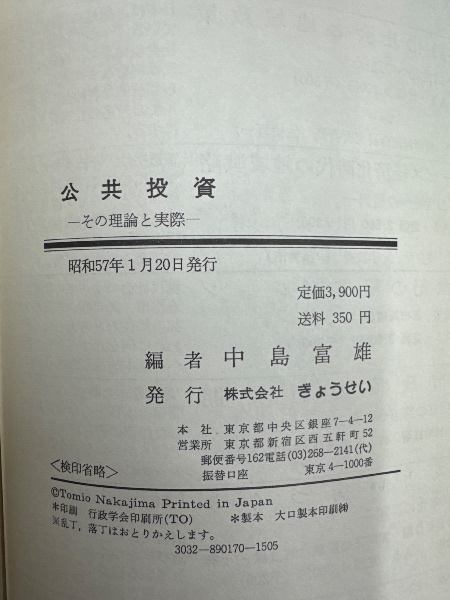 公共投資
―その理論と実際―
昭和57年1月20日発行
定価3,900円
送料 350 円
編者 中島富雄
発行 株式会社 ぎょうせい
本社 東京都中央区銀座7-4-12
営業所 東京都新宿区西五軒町52
郵便番号162電話(03)268-2141(代)
振替口座 東京4-1000番
<検印省略>
©Tomio Nakajima Printed in Japan
*印刷 行政学会印刷所(TO) *製本 大口製本印刷㈱
※乱丁,落丁はおとりかえします。
3032-890170-1505